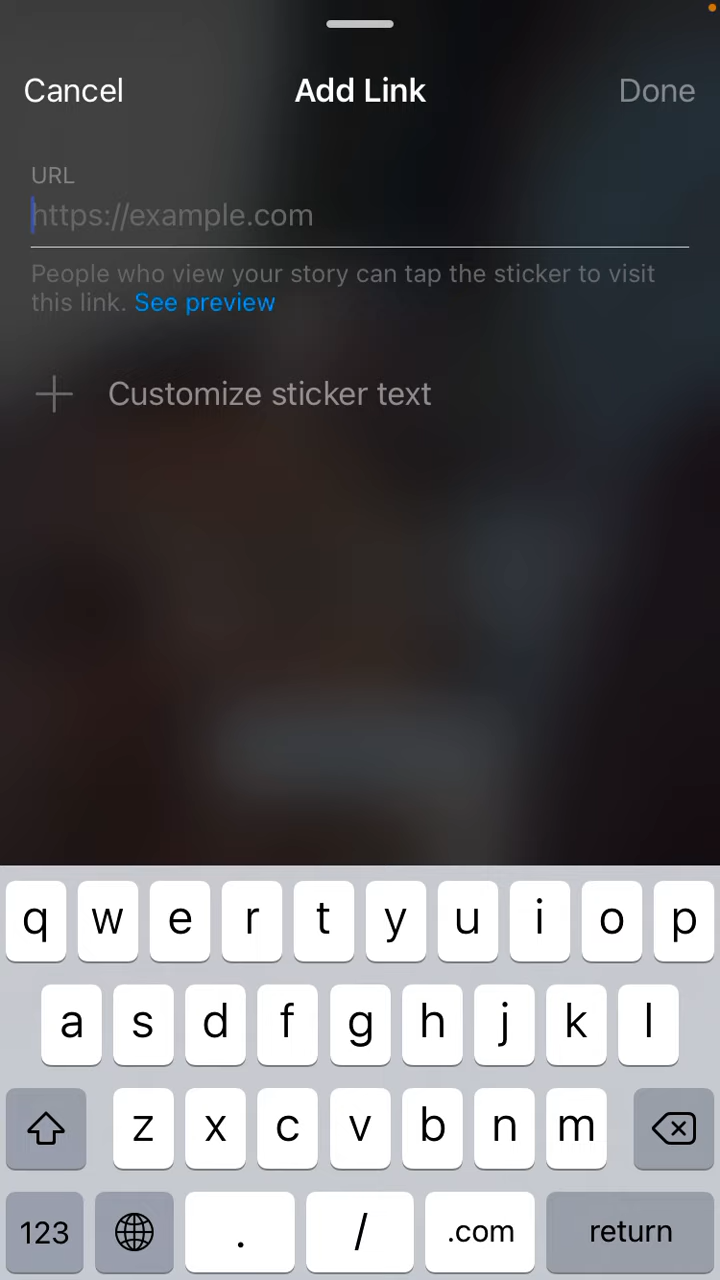 Cancel Add Link Done
URL
https://example.com
People who view your story can tap the sticker to visit
this link. See preview
Customize sticker text
q w e r t y u i o p
a s d f g h j k l
z x c v b n m
123 . / .com return